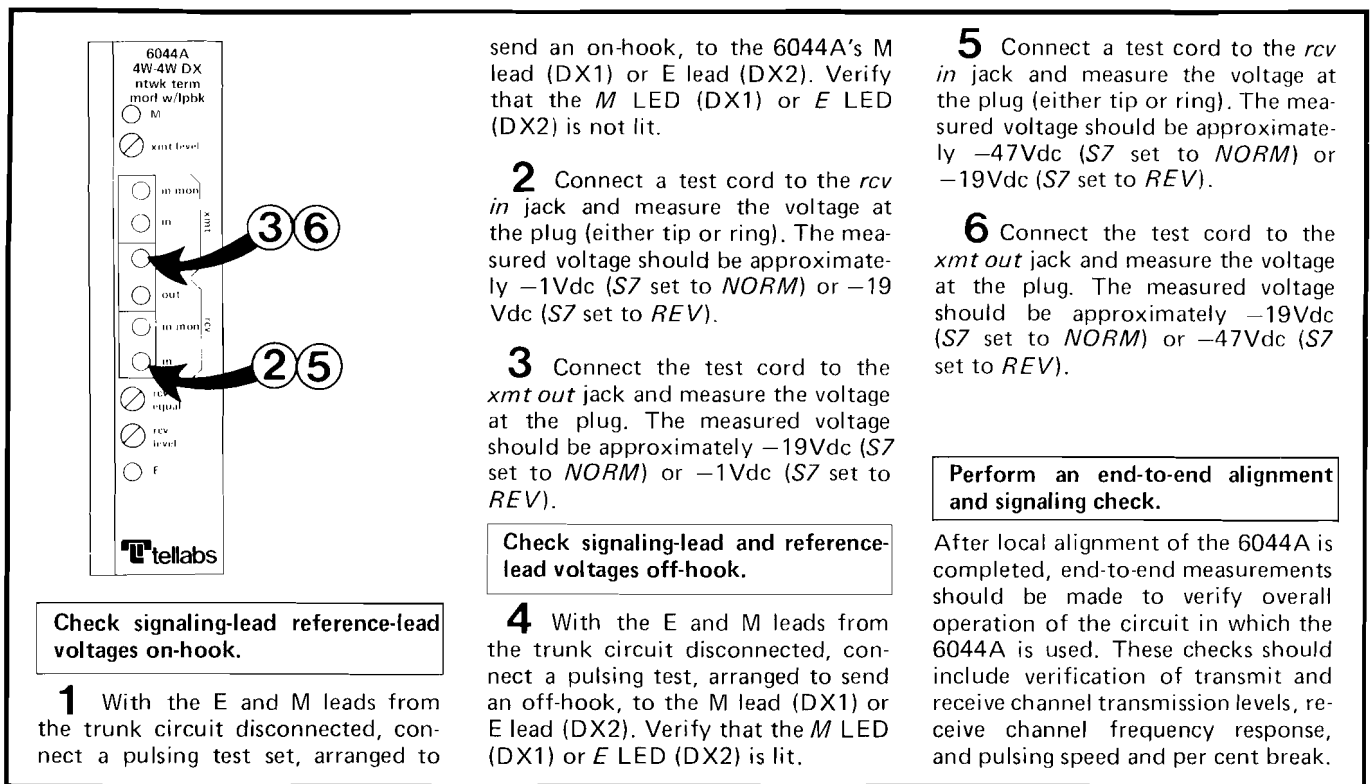 6044A
4W-4W DX
ntwk term
mod w/lpbk
M
xmt level
in mon
in
xmt
3 6
out
in mon
rcv
in
2 5
rcv
equal
rcv
level
E
tellabs
Check signaling-lead reference-lead
voltages on-hook.
1 With the E and M leads from
the trunk circuit disconnected, con-
nect a pulsing test set, arranged to
send an on-hook, to the 6044A's M
lead (DX1) or E lead (DX2). Verify
that the M LED (DX1) or E LED
(DX2) is not lit.
2 Connect a test cord to the rcv
in jack and measure the voltage at
the plug (either tip or ring). The mea-
sured voltage should be approximate-
ly −1Vdc (S7 set to NORM) or −19
Vdc (S7 set to REV).
3 Connect the test cord to the
xmt out jack and measure the voltage
at the plug. The measured voltage
should be approximately −19Vdc (S7
set to NORM) or −1Vdc (S7 set to
REV).
Check signaling-lead and reference-
lead voltages off-hook.
4 With the E and M leads from
the trunk circuit disconnected, con-
nect a pulsing test, arranged to send
an off-hook, to the M lead (DX1) or
E lead (DX2). Verify that the M LED
(DX1) or E LED (DX2) is lit.
5 Connect a test cord to the rcv
in jack and measure the voltage at
the plug (either tip or ring). The mea-
sured voltage should be approximate-
ly −47Vdc (S7 set to NORM) or
−19Vdc (S7 set to REV).
6 Connect the test cord to the
xmt out jack and measure the voltage
at the plug. The measured voltage
should be approximately −19Vdc
(S7 set to NORM) or −47Vdc (S7
set to REV).
Perform an end-to-end alignment
and signaling check.
After local alignment of the 6044A is
completed, end-to-end measurements
should be made to verify overall
operation of the circuit in which the
6044A is used. These checks should
include verification of transmit and
receive channel transmission levels, re-
ceive channel frequency response,
and pulsing speed and per cent break.